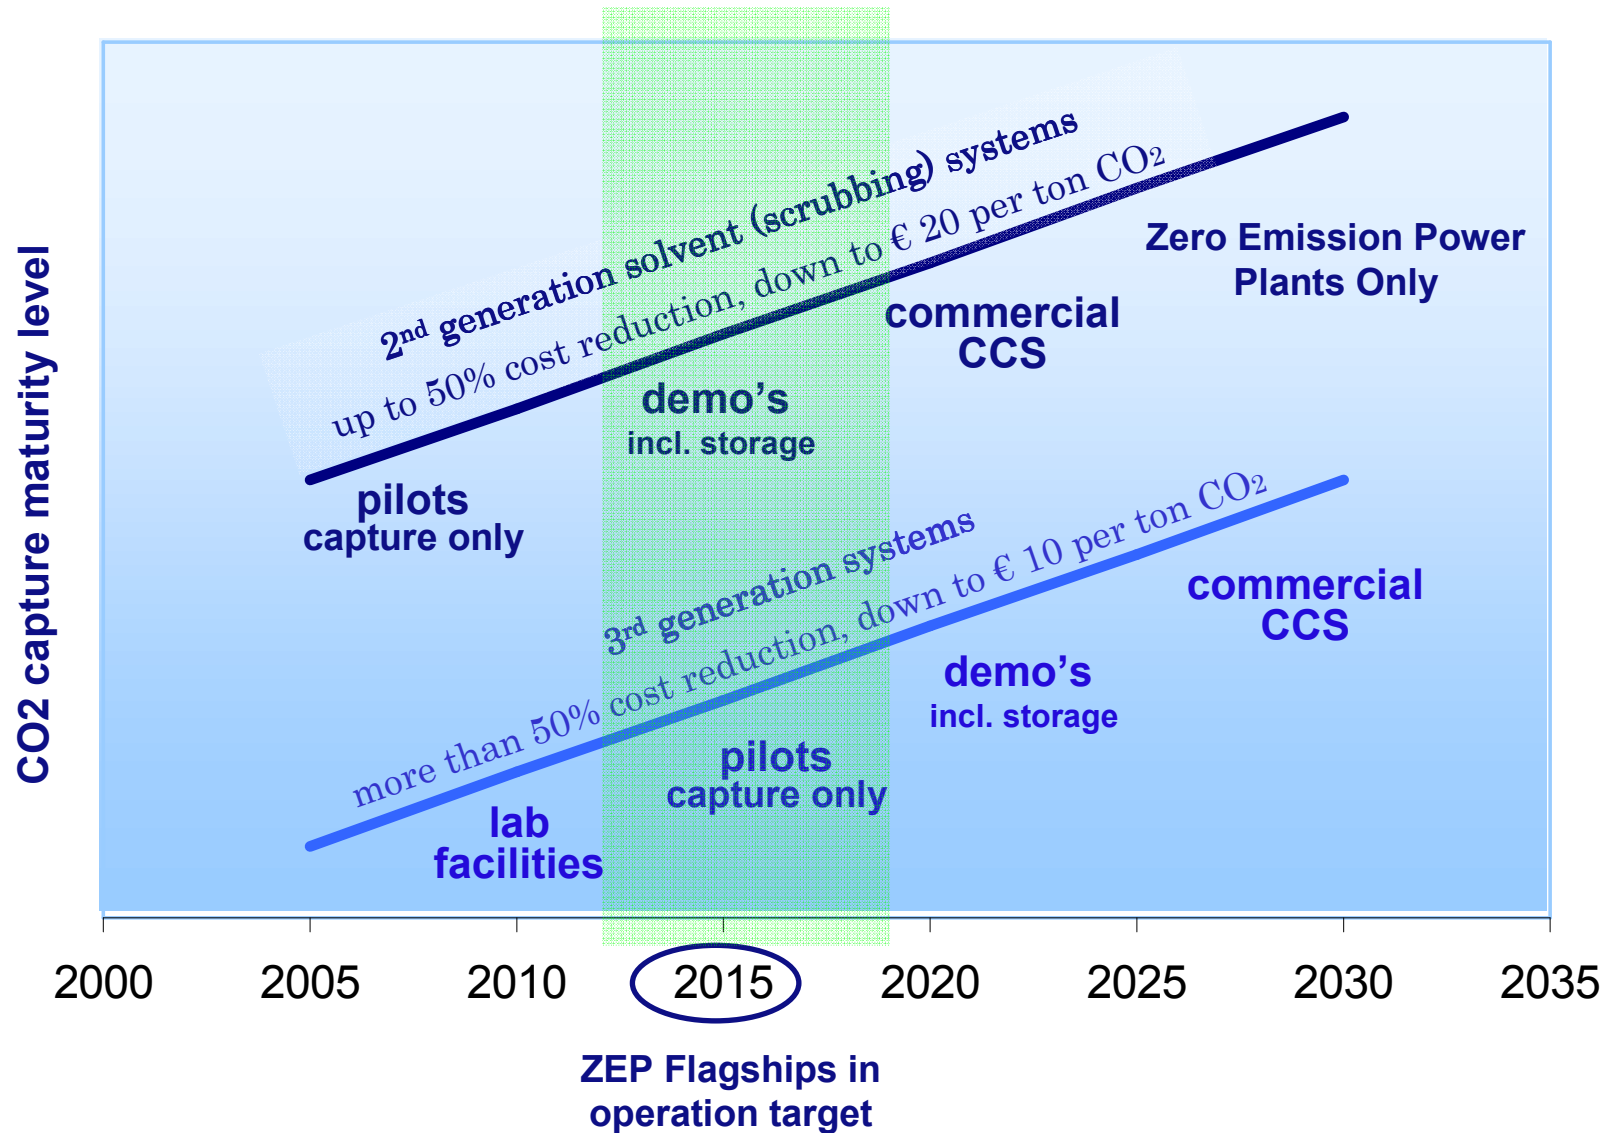 CO2 capture maturity level
2nd generation solvent (scrubbing) systems
up to 50% cost reduction, down to € 20 per ton CO2
Zero Emission Power
Plants Only
commercial
CCS
demo’s
incl. storage
pilots
capture only
3rd generation systems
more than 50% cost reduction, down to € 10 per ton CO2
commercial
CCS
demo’s
incl. storage
pilots
capture only
lab
facilities
2000 2005 2010 2015 2020 2025 2030 2035
ZEP Flagships in
operation target